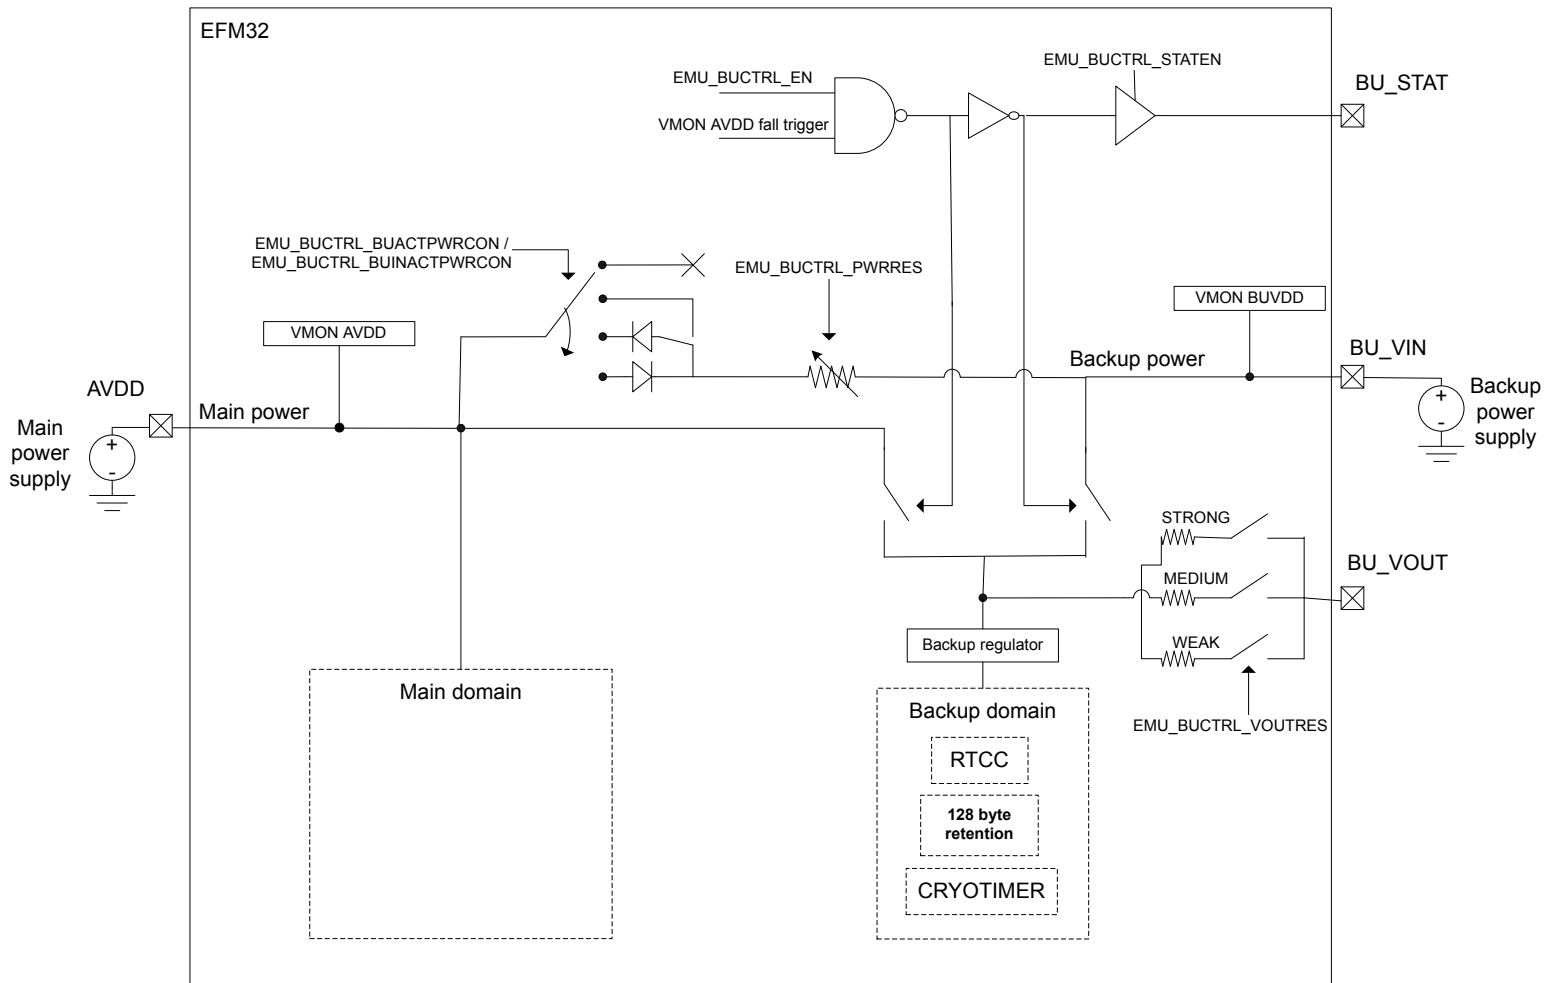 EFM32
EMU_BUCTRL_STATEN
EMU_BUCTRL_EN
BU_STAT
VMON AVDD fall trigger
EMU_BUCTRL_BUACTPWRCON /
EMU_BUCTRL_BUINACTPWRCON
EMU_BUCTRL_PWRRES
VMON BUVDD
VMON AVDD
Backup power
BU_VIN
AVDD
Main power
Main
power
supply
+
-
Backup
power
supply
+
-
STRONG
BU_VOUT
MEDIUM
WEAK
Backup regulator
Main domain
Backup domain
EMU_BUCTRL_VOUTRES
RTCC
128 byte
retention
CRYOTIMER